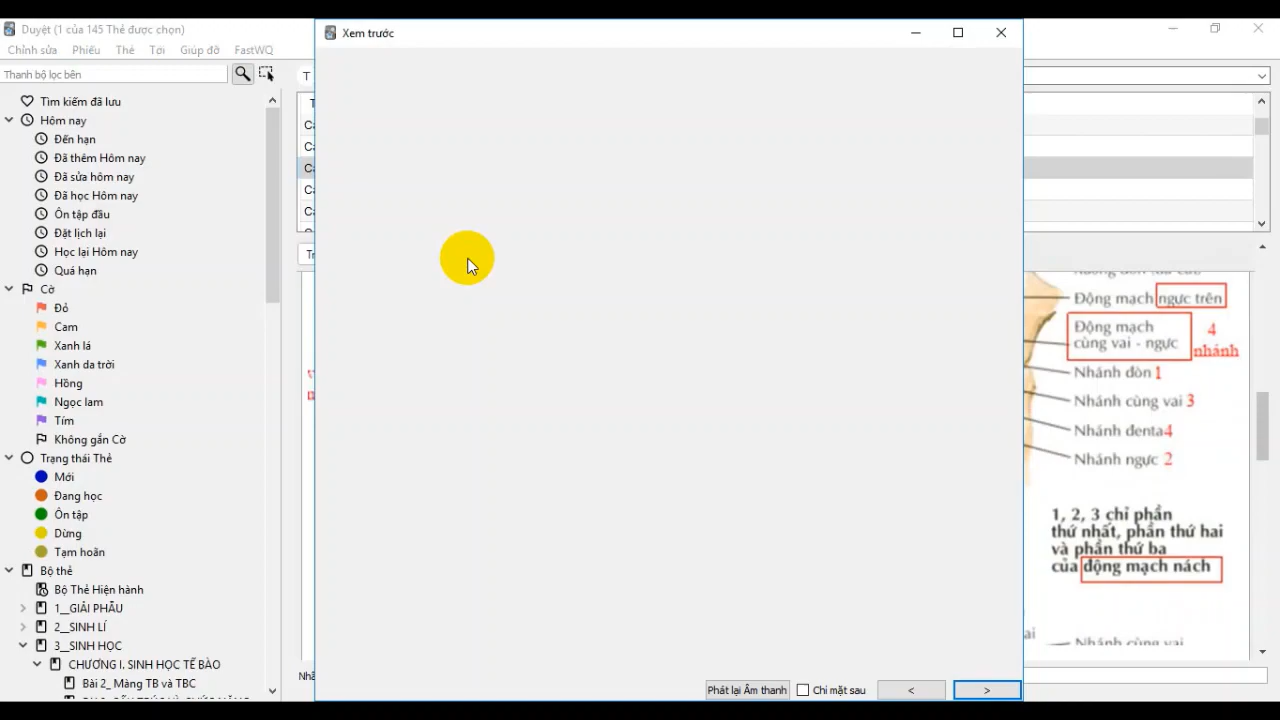 Duyệt (1 của 145 Thẻ được chọn)
Chỉnh sửa Phiếu Thẻ Tới Giúp đỡ FastWQ
Thanh bộ lọc bên
Tìm kiếm đã lưu
Hôm nay
Đến hạn
Đã thêm Hôm nay
Đã sửa hôm nay
Đã học Hôm nay
Ôn tập đầu
Đặt lịch lại
Học lại Hôm nay
Quá hạn
Cờ
Đỏ
Cam
Xanh lá
Xanh da trời
Hồng
Ngọc lam
Tím
Không gắn Cờ
Trạng thái Thẻ
Mới
Đang học
Ôn tập
Dừng
Tạm hoãn
Bộ thẻ
Bộ Thẻ Hiện hành
1__GIẢI PHẪU
2__SINH LÍ
3__SINH HỌC
CHƯƠNG I. SINH HỌC TẾ BÀO
Bài 2_ Màng TB và TBC
Xem trước
Phát lại Âm thanh
Chỉ mặt sau
<
>
Động mạch ngực trên
Động mạch
cùng vai - ngực
4
nhánh
Nhánh đòn 1
Nhánh cùng vai 3
Nhánh denta 4
Nhánh ngực 2
1, 2, 3 chỉ phần
thứ nhất, phần thứ hai
và phần thứ ba
của động mạch nách
Nhánh cùng vai